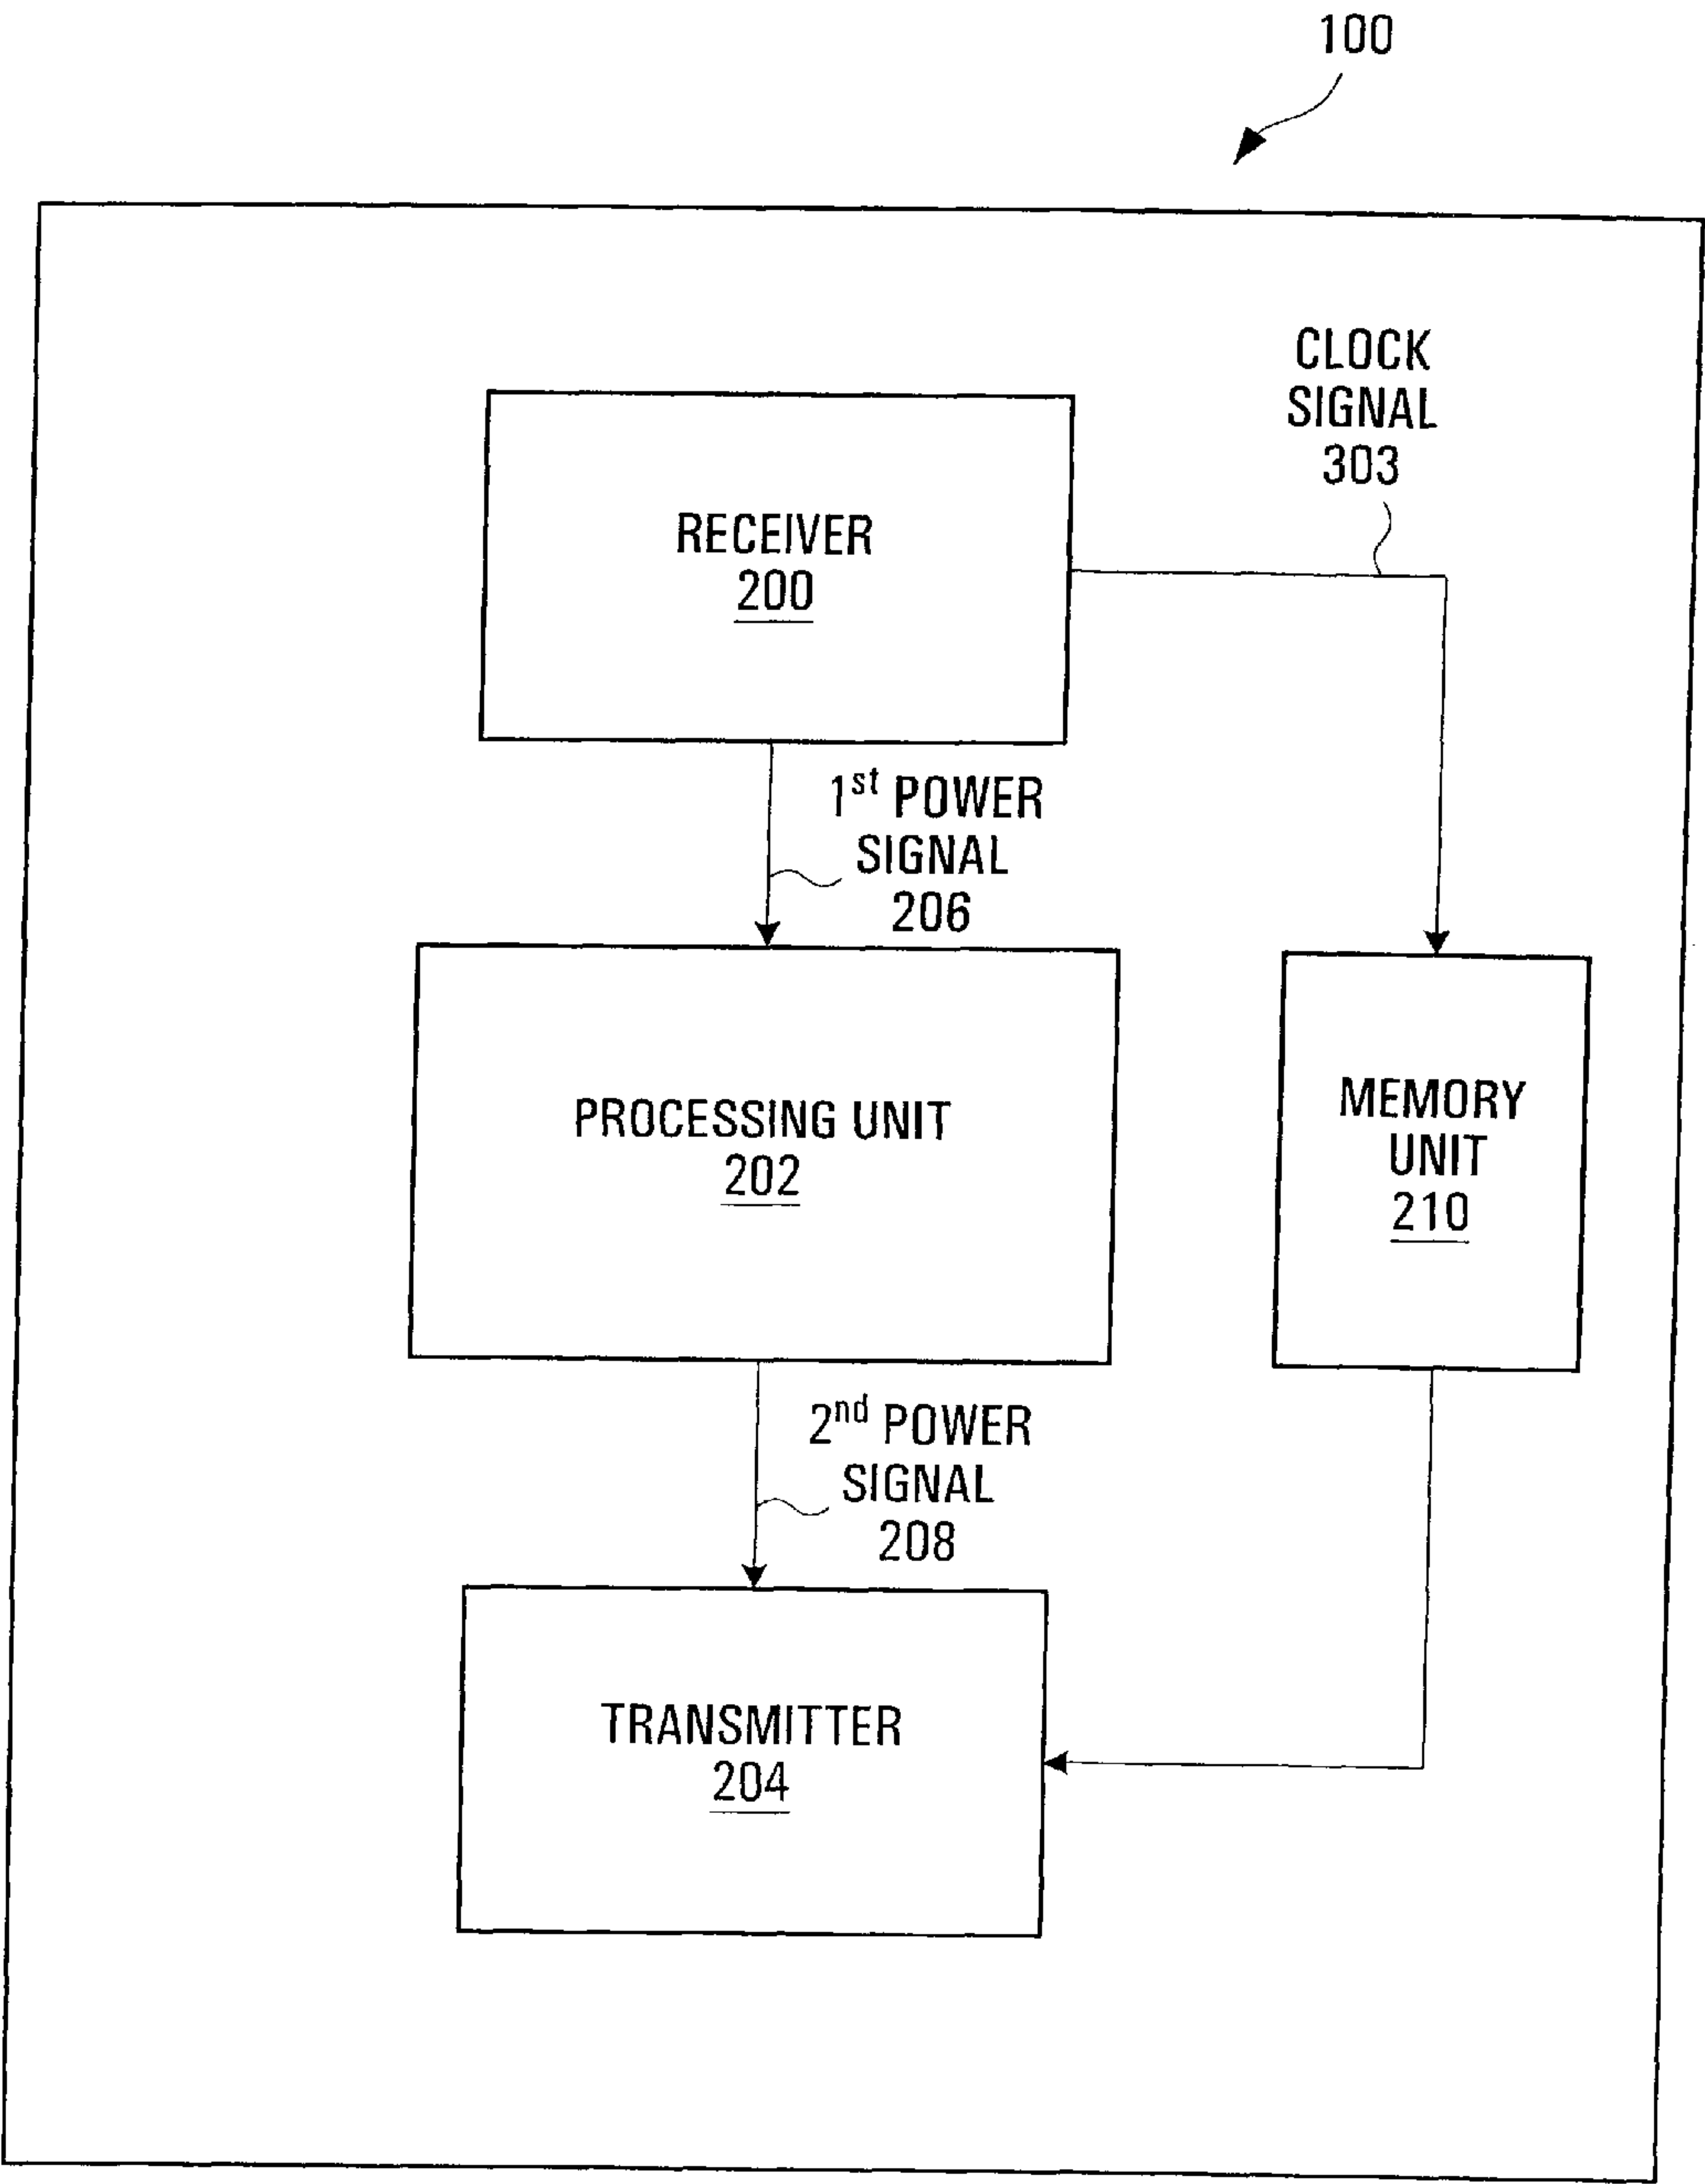 100
CLOCK
SIGNAL
303
RECEIVER
200
1st POWER
SIGNAL
206
PROCESSING UNIT
202
MEMORY
UNIT
210
2nd POWER
SIGNAL
208
TRANSMITTER
204